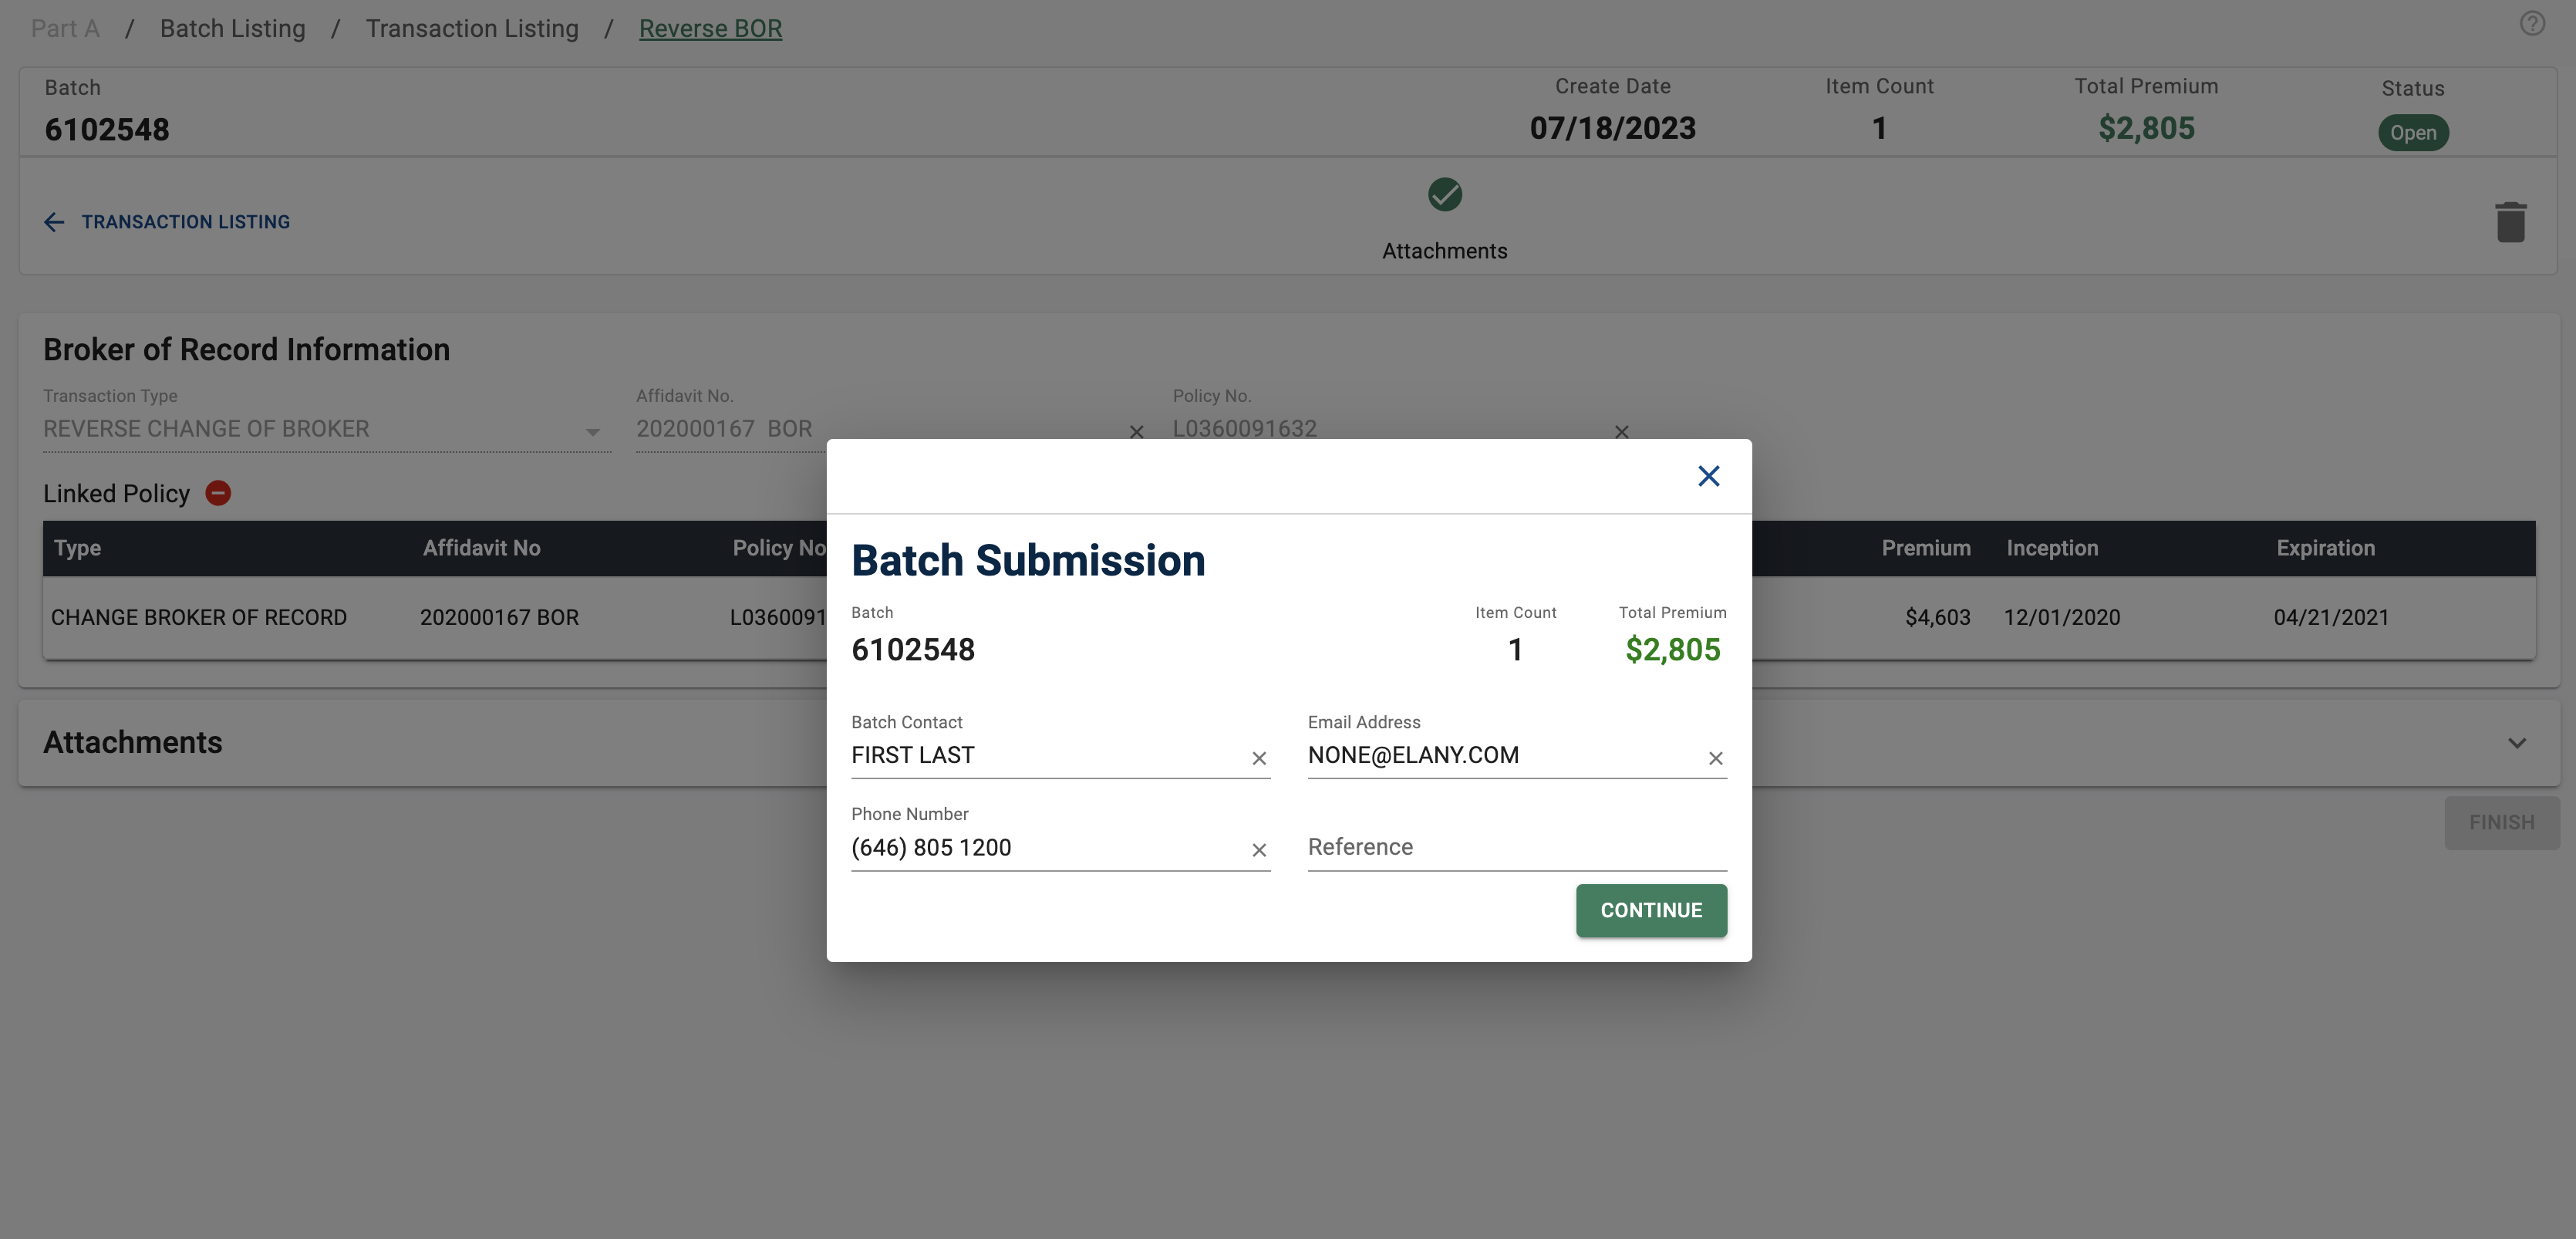 Part A / Batch Listing / Transaction Listing / Reverse BOR
Batch
6102548
Create Date
07/18/2023
Item Count
1
Total Premium
$2,805
Status
Open
TRANSACTION LISTING
Attachments
Broker of Record Information
Transaction Type
REVERSE CHANGE OF BROKER
Affidavit No.
202000167 BOR
Policy No.
L0360091632
Linked Policy
Type Affidavit No Policy No Premium Inception Expiration
CHANGE BROKER OF RECORD 202000167 BOR L0360091 $4,603 12/01/2020 04/21/2021
Attachments
FINISH
Batch Submission
Batch
6102548
Item Count
1
Total Premium
$2,805
Batch Contact
FIRST LAST
Email Address
NONE@ELANY.COM
Phone Number
(646) 805 1200
Reference
CONTINUE